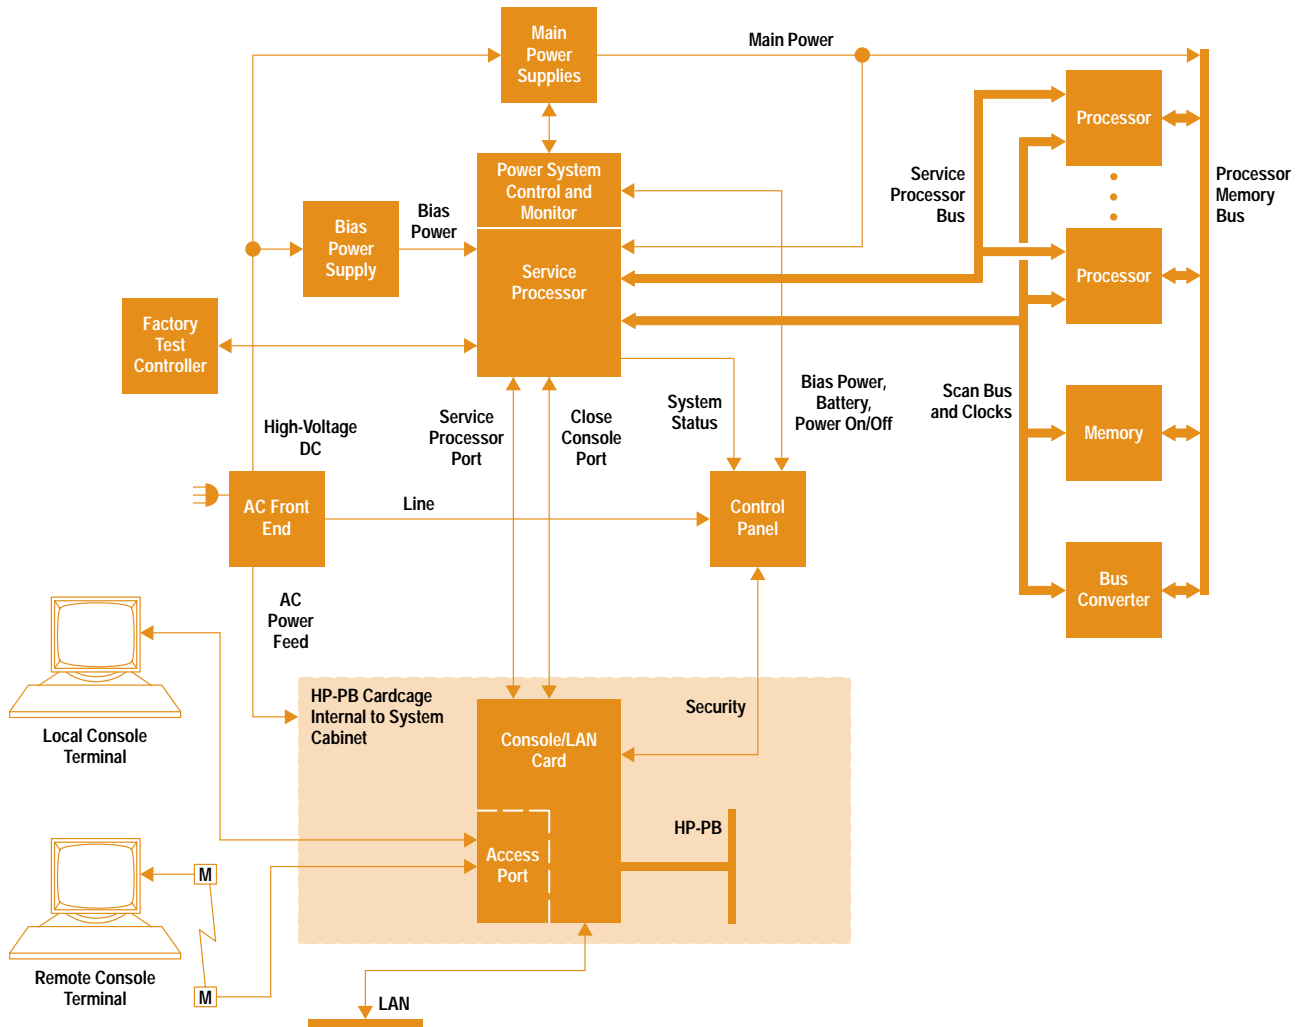 Main
Power
Supplies
Main Power
Processor
Power System
Control and
Monitor
Service
Processor
Bus
Processor
Memory
Bus
Bias
Power
Bias
Power
Supply
Service
Processor
Processor
Factory
Test
Controller
Bias Power,
Battery,
Power On/Off
Scan Bus
and Clocks
System
Status
Service
Processor
Port
Close
Console
Port
High-Voltage
DC
Memory
AC Front
End
Line
Control
Panel
Bus
Converter
AC
Power
Feed
HP-PB Cardcage
Internal to System
Cabinet
Security
Console/LAN
Card
Local Console
Terminal
HP-PB
Access
Port
M
M
Remote Console
Terminal
LAN